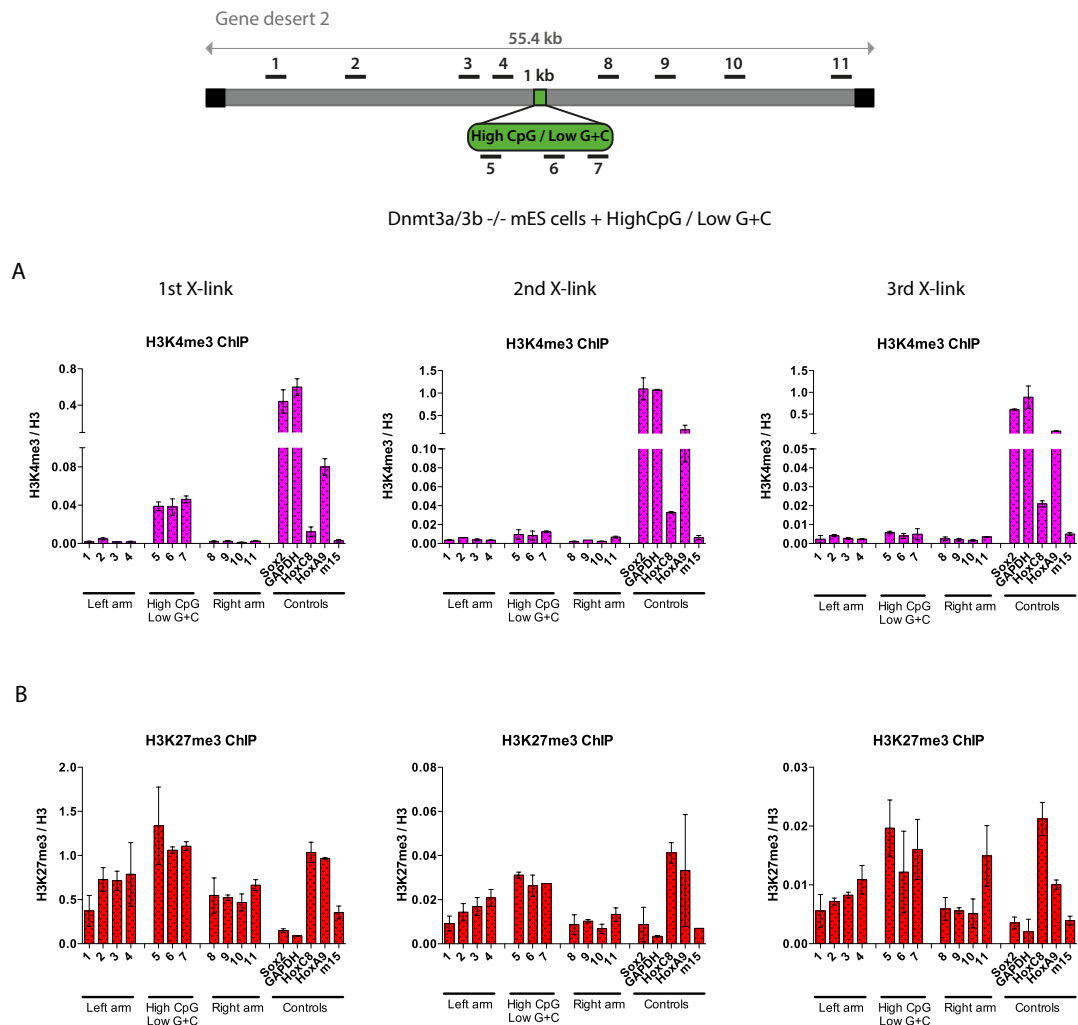 Gene desert 2
55.4 kb
1 2 3 4 8 9 10 11
1 kb
High CpG / Low G+C
5 6 7
Dnmt3a/3b -/- mES cells + HighCpG / Low G+C
A
1st X-link 2nd X-link 3rd X-link
H3K4me3 ChIP
H3K4me3 / H3
0.8
0.4
0.08
0.04
0.00
1 2 3 4 5 6 7 8 9 10 11 Sox2 GAPDH HoxC8 HoxA9 m15
Left arm High CpG Right arm Controls
Low G+C
H3K4me3 ChIP
H3K4me3 / H3
1.5
1.0
0.5
0.10
0.08
0.06
0.04
0.02
0.00
1 2 3 4 5 6 7 8 9 10 11 Sox2 GAPDH HoxC8 HoxA9 m15
Left arm High CpG Right arm Controls
Low G+C
H3K4me3 ChIP
H3K4me3 / H3
1.5
1.0
0.5
0.05
0.04
0.03
0.02
0.01
0.00
1 2 3 4 5 6 7 8 9 10 11 Sox2 GAPDH HoxC8 HoxA9 m15
Left arm High CpG Right arm Controls
Low G+C
B
H3K27me3 ChIP
H3K27me3 / H3
2.0
1.5
1.0
0.5
0.0
1 2 3 4 5 6 7 8 9 10 11 Sox2 GAPDH HoxC8 HoxA9 m15
Left arm High CpG Right arm Controls
Low G+C
H3K27me3 ChIP
H3K27me3 / H3
0.08
0.06
0.04
0.02
0.00
1 2 3 4 5 6 7 8 9 10 11 Sox2 GAPDH HoxC8 HoxA9 m15
Left arm High CpG Right arm Controls
Low G+C
H3K27me3 ChIP
H3K27me3 / H3
0.03
0.02
0.01
0.00
1 2 3 4 5 6 7 8 9 10 11 Sox2 GAPDH HoxC8 HoxA9 m15
Left arm High CpG Right arm Controls
Low G+C